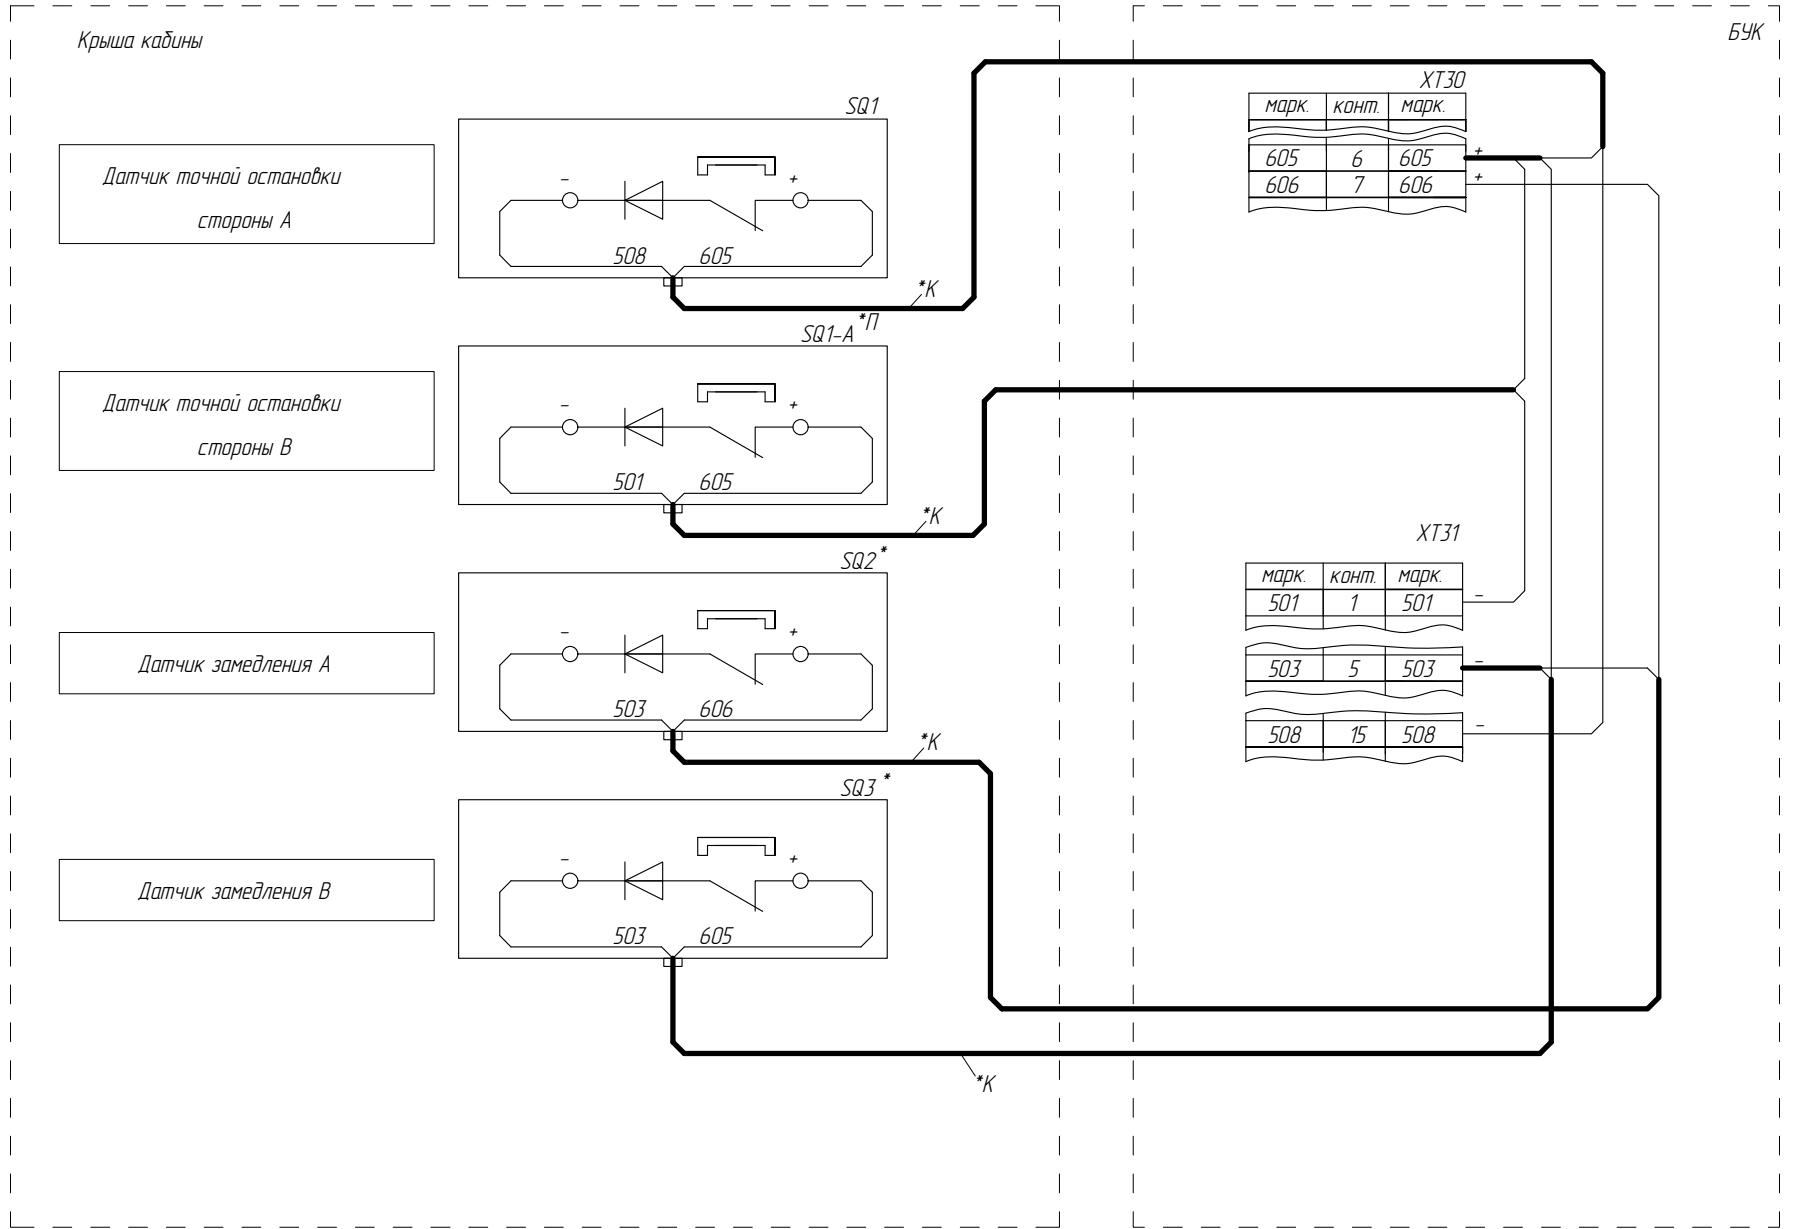 Крыша кабины
БУК
Датчик точной остановки
стороны А
SQ1
-
+
508 605
*К
Датчик точной остановки
стороны В
SQ1-A *П
-
+
501 605
*К
Датчик замедления А
SQ2 *
-
+
503 606
*К
Датчик замедления В
SQ3 *
-
+
503 605
*К
XT30
марк. конт. марк.
605 6 605 +
606 7 606 +
XT31
марк. конт. марк.
501 1 501 -
503 5 503 -
508 15 508 -